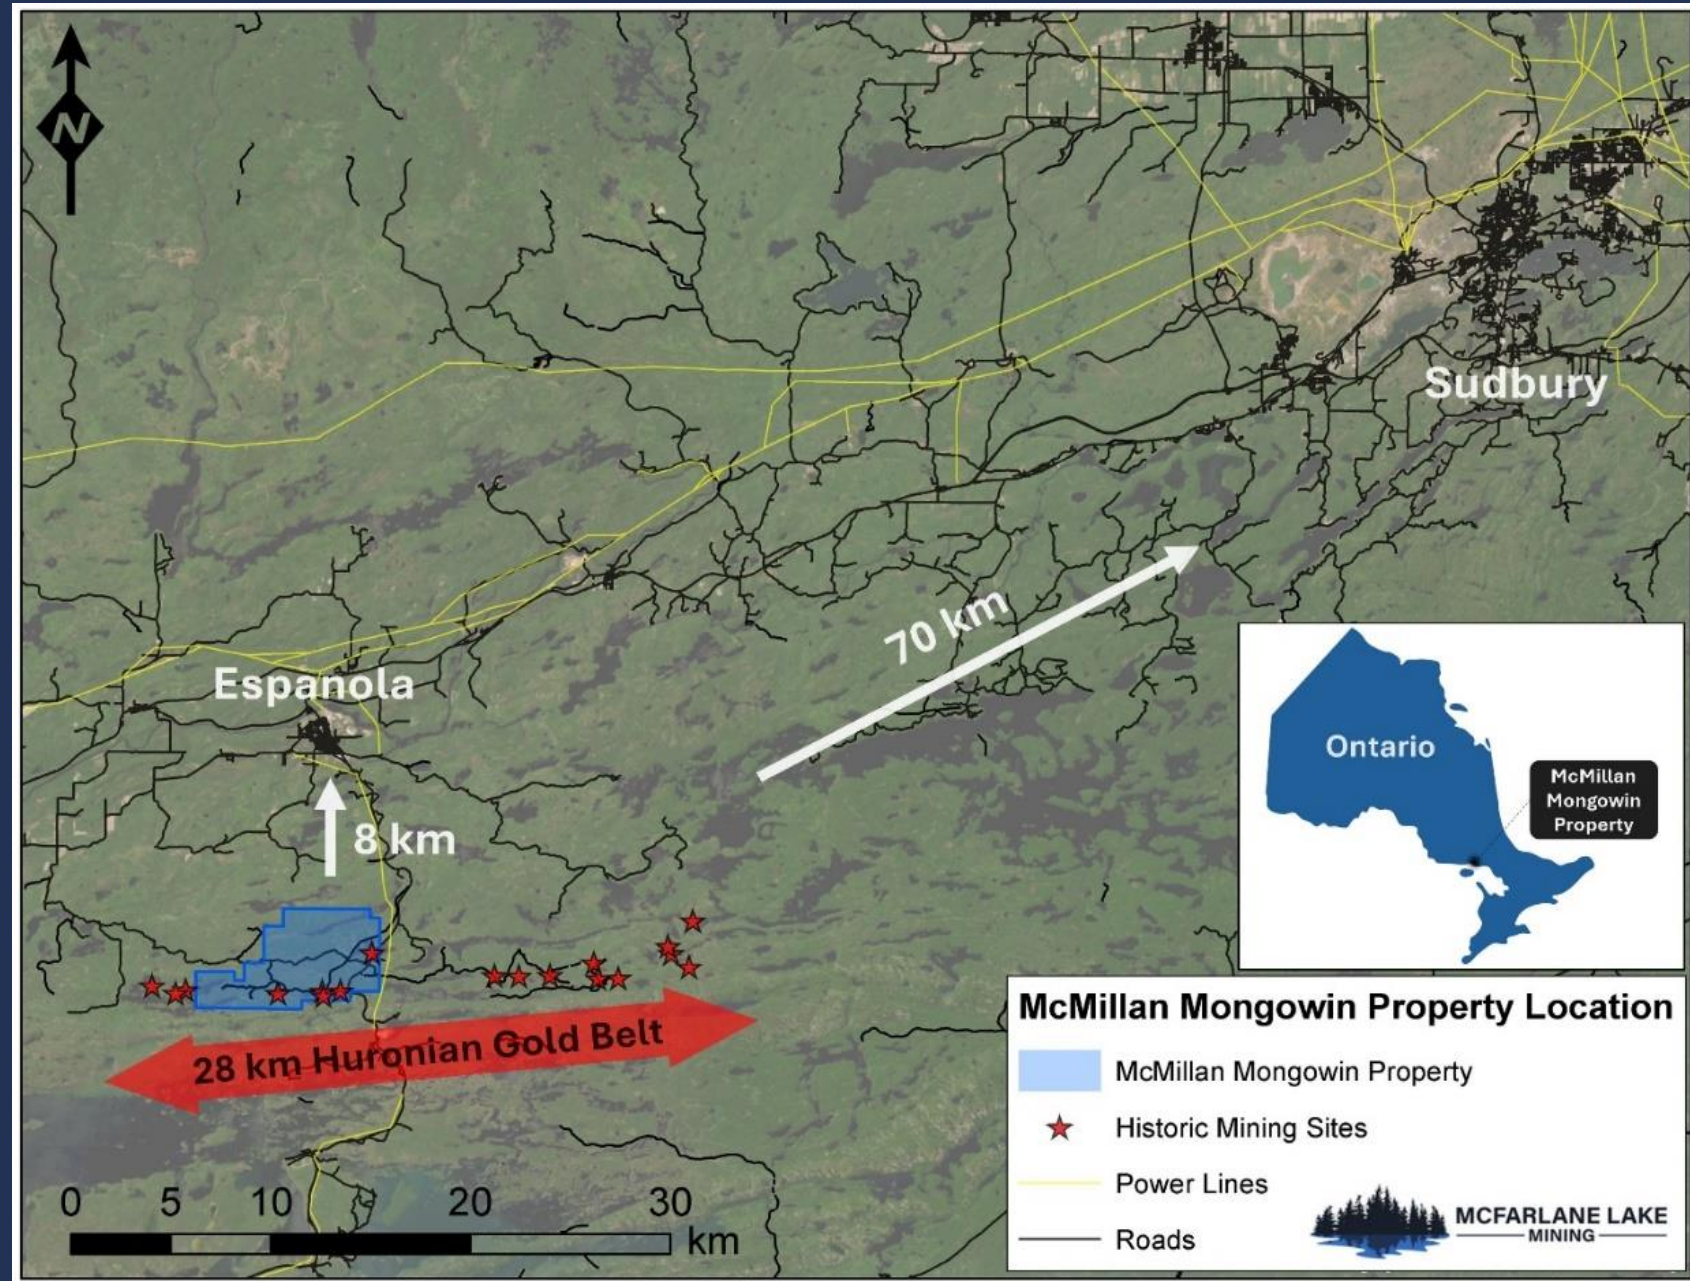 N
Sudbury
70 km
Espanola
8 km
28 km Huronian Gold Belt
0 5 10 20 30
km
Ontario
McMillan
Mongowin
Property
McMillan Mongowin Property Location
McMillan Mongowin Property
Historic Mining Sites
Power Lines
Roads
MCFARLANE LAKE
MINING